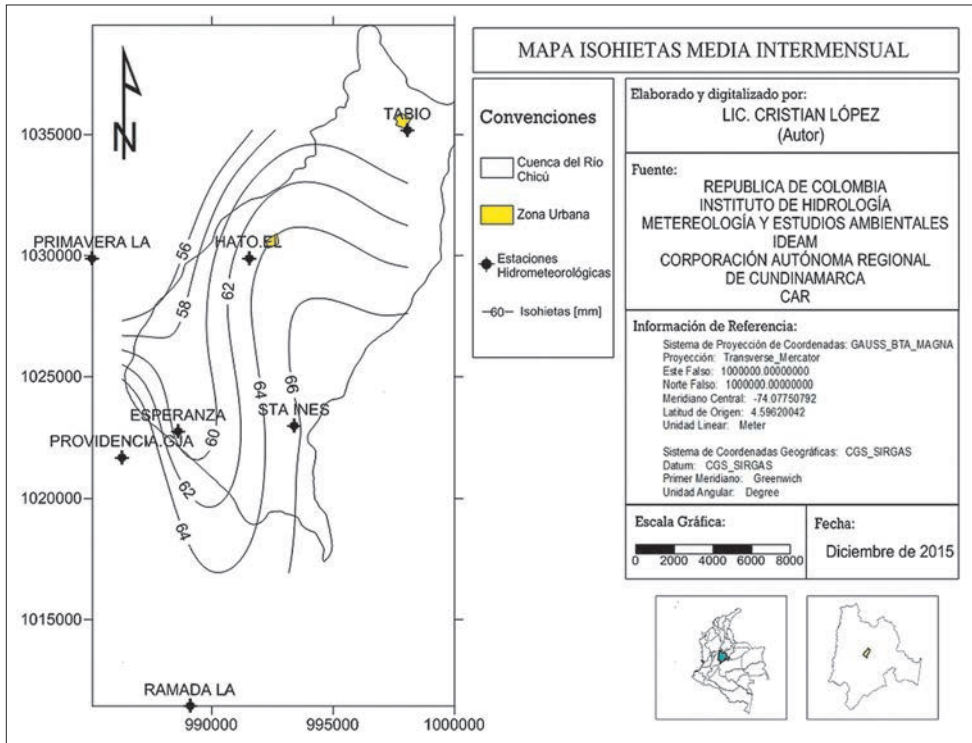 MAPA ISOHIETAS MEDIA INTERMENSUAL
N
1035000
1030000
1025000
1020000
1015000
990000
995000
1000000
TABIO
PRIMAVERA LA
HATO.EL
ESPERANZA
STA INES
PROVIDENCIA.GJA
RAMADA LA
56
58
62
64
66
60
62
64
Convenciones
Cuenca del Río
Chicú
Zona Urbana
Estaciones
Hidrometeorológicas
60 Isohietas [mm]
Elaborado y digitalizado por:
LIC. CRISTIAN LÓPEZ
(Autor)
Fuente:
REPUBLICA DE COLOMBIA
INSTITUTO DE HIDROLOGÍA
METEREOLOGÍA Y ESTUDIOS AMBIENTALES
IDEAM
CORPORACIÓN AUTÓNOMA REGIONAL
DE CUNDINAMARCA
CAR
Información de Referencia:
Sistema de Proyección de Coordenadas: GAUSS_BTA_MAGNA
Proyección: Transverse_Mercator
Este Falso: 1000000.00000000
Norte Falso: 1000000.00000000
Meridiano Central: -74.07750792
Latitud de Origen: 4.59620042
Unidad Linear: Meter
Sistema de Coordenadas Geográficas: CGS_SIRGAS
Datum: CGS_SIRGAS
Primer Meridiano: Greenwich
Unidad Angular: Degree
Escala Gráfica:
0 2000 4000 6000 8000
Fecha:
Diciembre de 2015